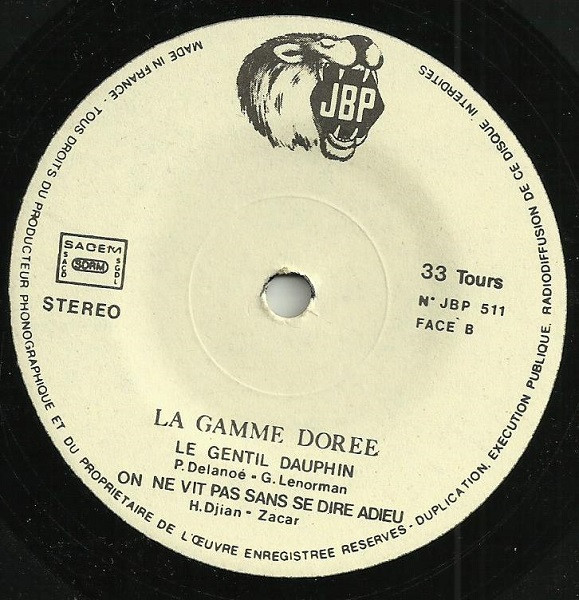 JBP
MADE IN FRANCE - TOUS DROITS DU PRODUCTEUR PHONOGRAPHIQUE ET DU PROPRIETAIRE DE L'ŒUVRE ENREGISTREE RESERVES - DUPLICATION. EXECUTION PUBLIQUE. RADIODIFFUSION DE CE DISQUE INTERDITES
SACEM
SACD
SDRM
SGDL
STEREO
33 Tours
N° JBP 511
FACE B
LA GAMME DOREE
LE GENTIL DAUPHIN
P. Delanoé - G. Lenorman
ON NE VIT PAS SANS SE DIRE ADIEU
H. Djian - Zacar